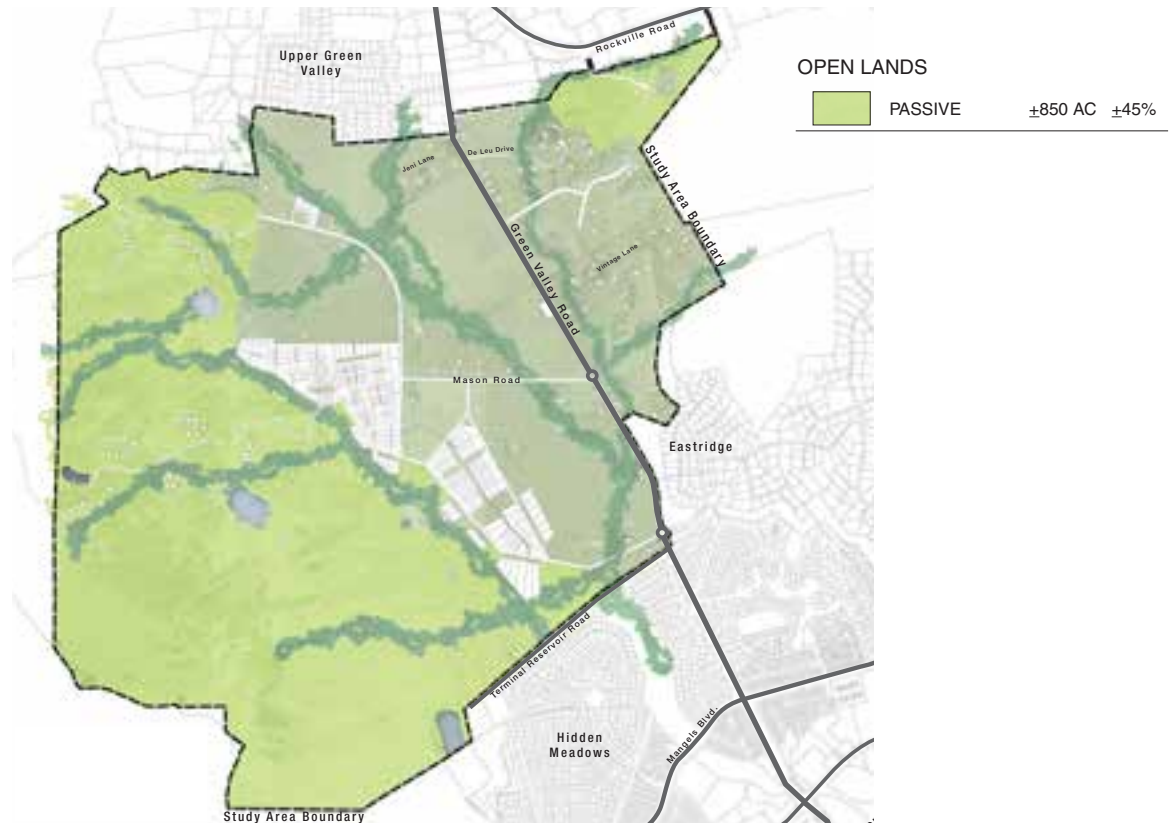 Rockville Road
Upper Green
Valley
OPEN LANDS
PASSIVE ±850 AC ±45%
Jeni Lane
De Leu Drive
Study Area Boundary
Green Valley Road
Vintage Lane
Mason Road
Eastridge
Terminal Reservoir Road
Mangels Blvd.
Hidden
Meadows
Study Area Boundary